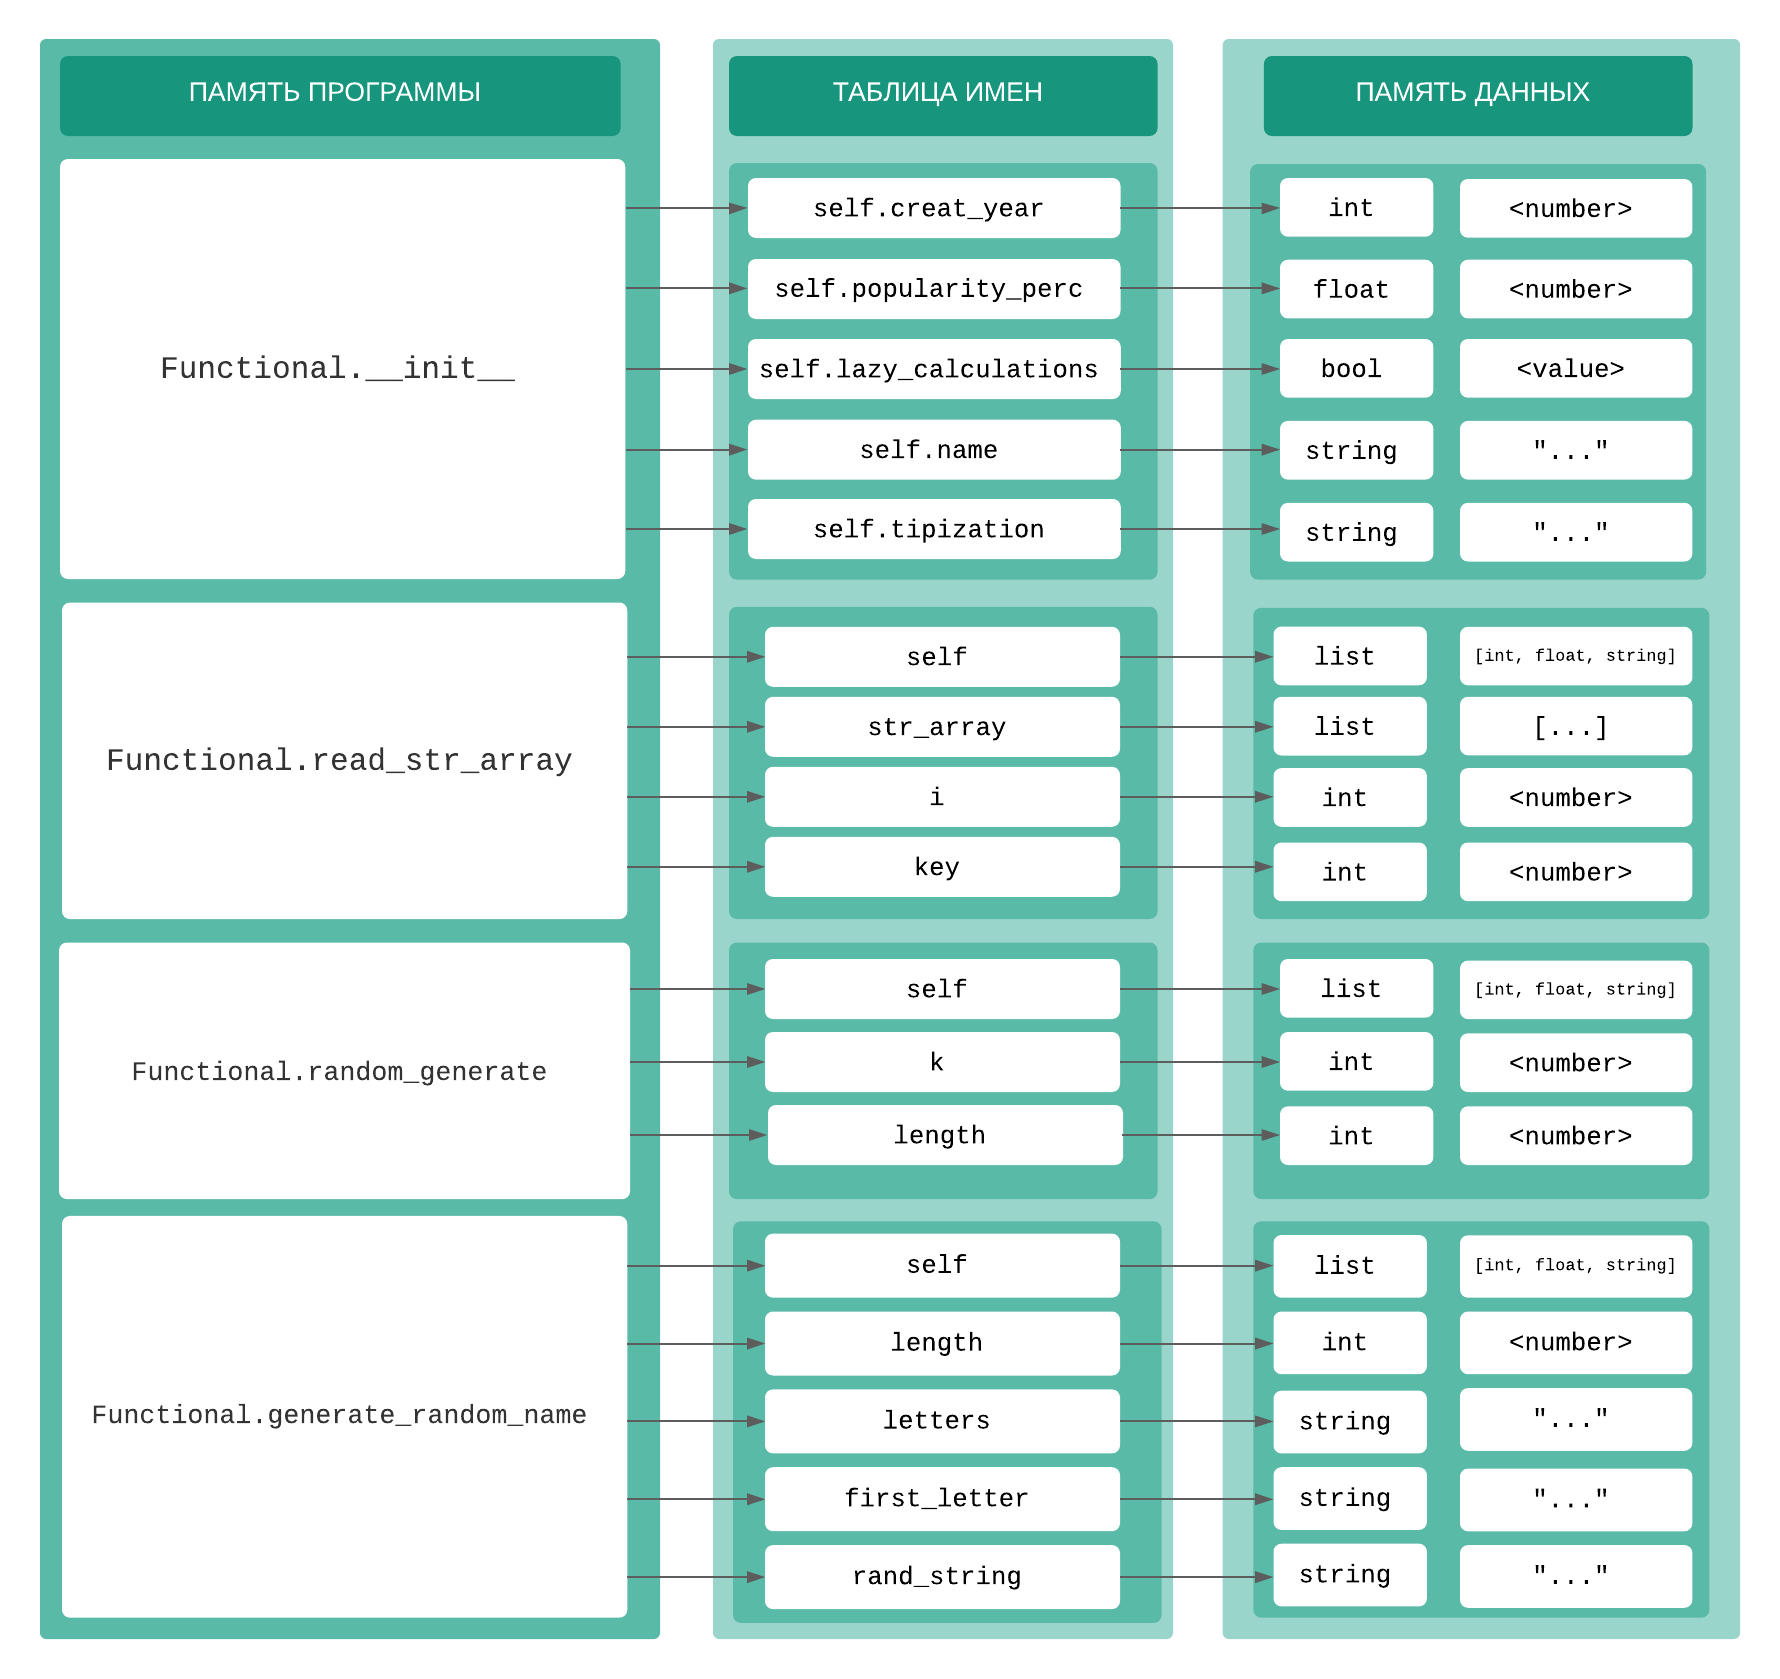 ПАМЯТЬ ПРОГРАММЫ
ТАБЛИЦА ИМЕН
ПАМЯТЬ ДАННЫХ
Functional.__init__
self.creat_year
int
<number>
self.popularity_perc
float
<number>
self.lazy_calculations
bool
<value>
self.name
string
"..."
self.tipization
string
"..."
Functional.read_str_array
self
list
[int, float, string]
str_array
list
[...]
i
int
<number>
key
int
<number>
Functional.random_generate
self
list
[int, float, string]
k
int
<number>
length
int
<number>
Functional.generate_random_name
self
list
[int, float, string]
length
int
<number>
letters
string
"..."
first_letter
string
"..."
rand_string
string
"..."